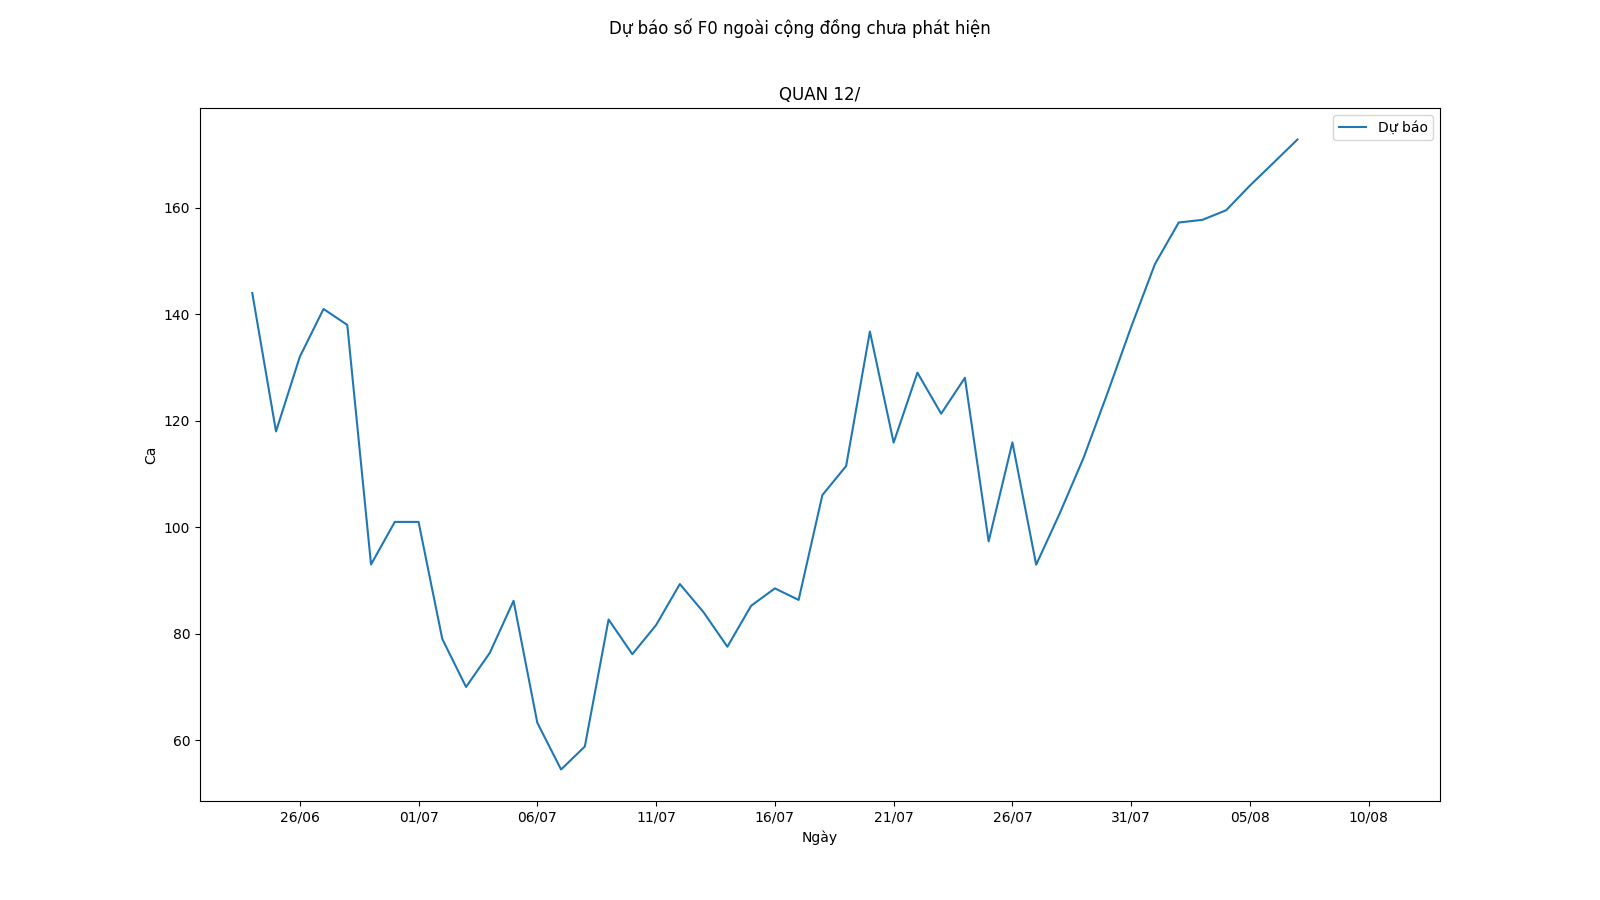 Dự báo số F0 ngoài cộng đồng chưa phát hiện
QUAN 12/
Dự báo
160
140
120
100
80
60
Ca
26/06 01/07 06/07 11/07 16/07 21/07 26/07 31/07 05/08 10/08
Ngày